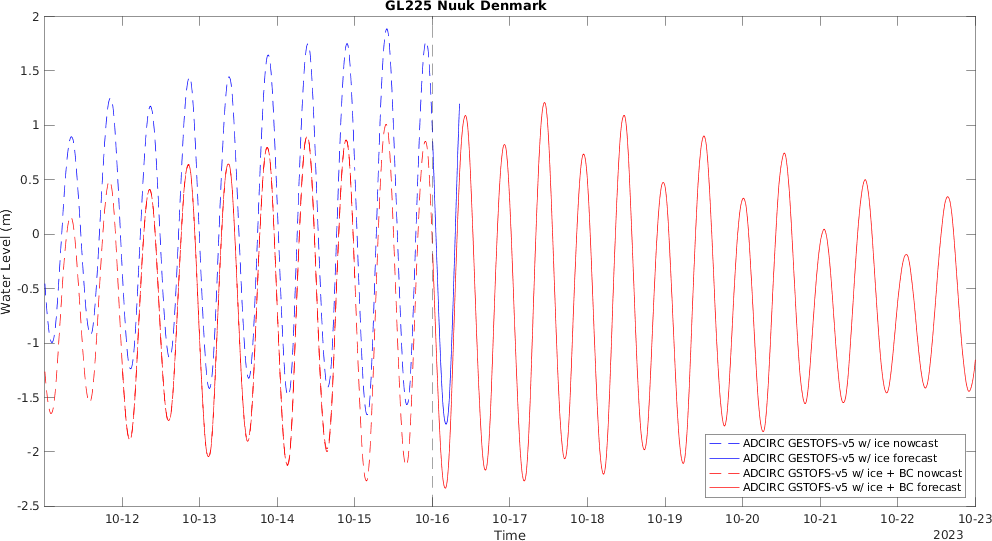 GL225 Nuuk Denmark
2
1.5
1
0.5
0
-0.5
-1
-1.5
-2
-2.5
Water Level (m)
ADCIRC GESTOFS-v5 w/ ice nowcast
ADCIRC GESTOFS-v5 w/ ice forecast
ADCIRC GSTOFS-v5 w/ ice + BC nowcast
ADCIRC GSTOFS-v5 w/ ice + BC forecast
10-12 10-13 10-14 10-15 10-16 10-17 10-18 10-19 10-20 10-21 10-22 10-23
Time
2023